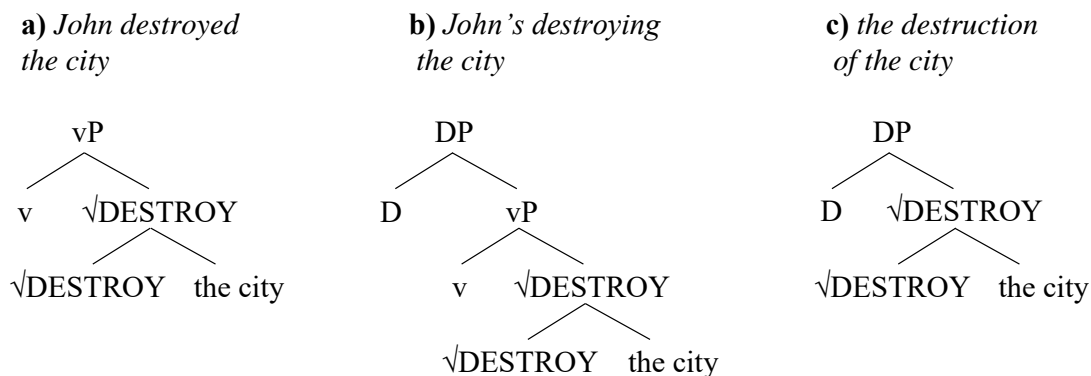 a) John destroyed
the city
b) John’s destroying
the city
c) the destruction
of the city
vP
v √DESTROY
√DESTROY the city
DP
D vP
v √DESTROY
√DESTROY the city
DP
D √DESTROY
√DESTROY the city